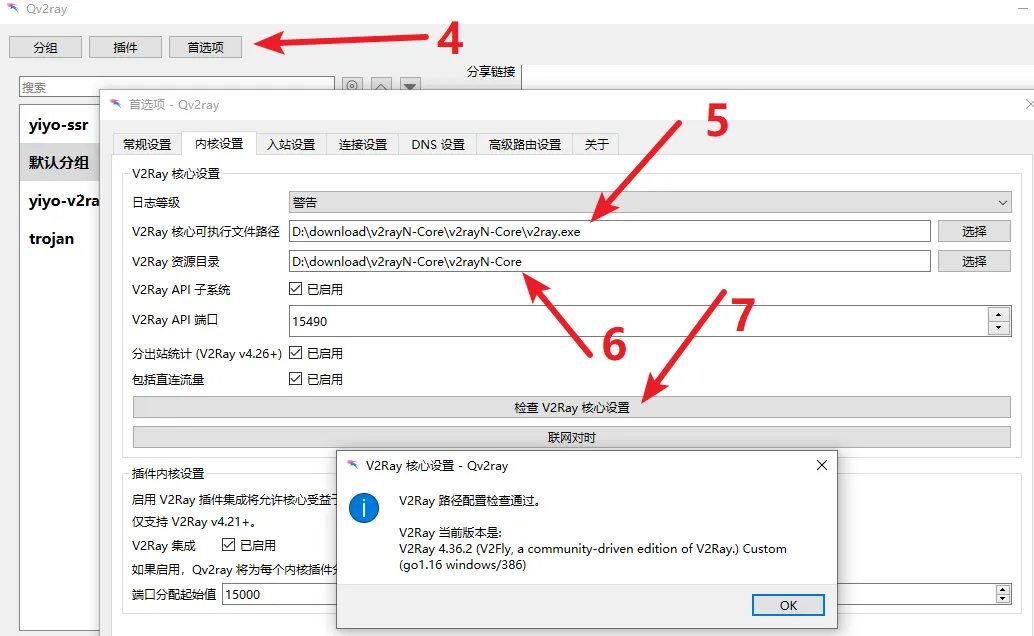 Qv2ray
分组 插件 首选项 4
分享链接
搜索
首选项 - Qv2ray
yiyo-ssr
默认分组
yiyo-v2ra
trojan
5
常规设置 内核设置 入站设置 连接设置 DNS 设置 高级路由设置 关于
V2Ray 核心设置
日志等级 警告
V2Ray 核心可执行文件路径 D:\download\v2rayN-Core\v2rayN-Core\v2ray.exe 选择
V2Ray 资源目录 D:\download\v2rayN-Core\v2rayN-Core 选择
V2Ray API 子系统 已启用
V2Ray API 端口 15490
7
6
分出站统计 (V2Ray v4.26+) 已启用
包括直连流量 已启用
检查 V2Ray 核心设置
联网对时
插件内核设置
启用 V2Ray 插件集成将允许核心受益于
仅支持 V2Ray v4.21+。
V2Ray 集成 已启用
如果启用，Qv2ray 将为每个内核插件分
端口分配起始值 15000
V2Ray 核心设置 - Qv2ray
V2Ray 路径配置检查通过。
V2Ray 当前版本是:
V2Ray 4.36.2 (V2Fly, a community-driven edition of V2Ray.) Custom
(go1.16 windows/386)
OK